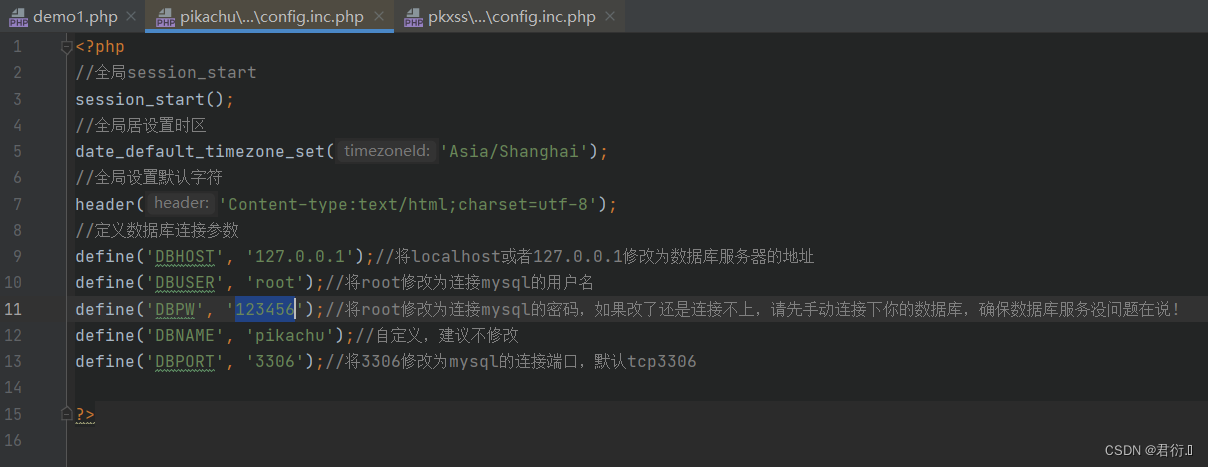 demo1.php
pikachu\...\config.inc.php
pkxss\...\config.inc.php
1 <?php
2 //全局session_start
3 session_start();
4 //全局居设置时区
5 date_default_timezone_set( timezoneId: 'Asia/Shanghai');
6 //全局设置默认字符
7 header( header: 'Content-type:text/html;charset=utf-8');
8 //定义数据库连接参数
9 define('DBHOST', '127.0.0.1');//将localhost或者127.0.0.1修改为数据库服务器的地址
10 define('DBUSER', 'root');//将root修改为连接mysql的用户名
11 define('DBPW', '123456');//将root修改为连接mysql的密码，如果改了还是连接不上，请先手动连接下你的数据库，确保数据库服务没问题在说！
12 define('DBNAME', 'pikachu');//自定义，建议不修改
13 define('DBPORT', '3306');//将3306修改为mysql的连接端口，默认tcp3306
14
15 ?>
16
CSDN @君衍.